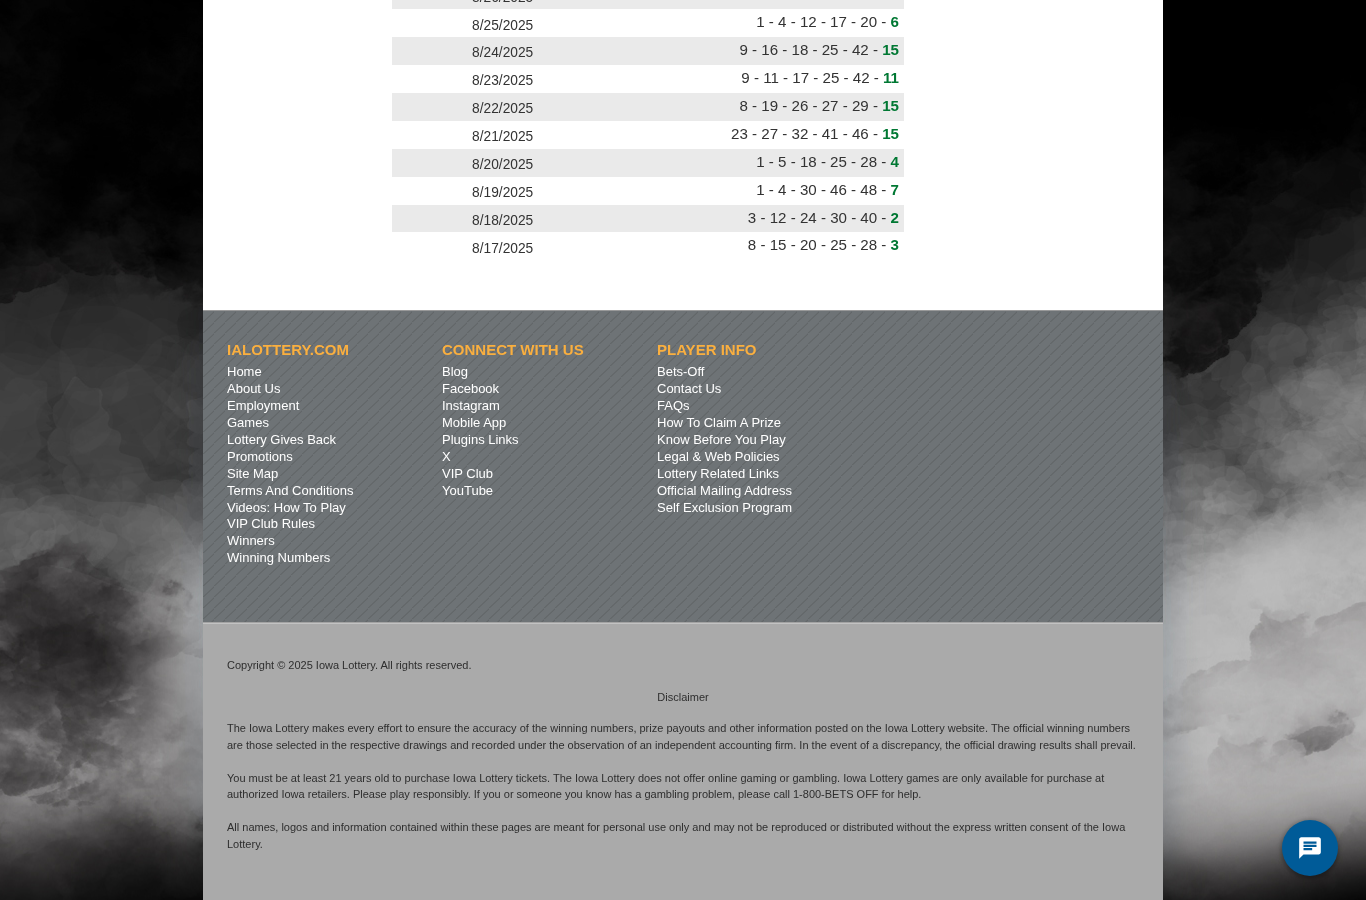 8/25/2025 1 - 4 - 12 - 17 - 20 - 6
8/24/2025 9 - 16 - 18 - 25 - 42 - 15
8/23/2025 9 - 11 - 17 - 25 - 42 - 11
8/22/2025 8 - 19 - 26 - 27 - 29 - 15
8/21/2025 23 - 27 - 32 - 41 - 46 - 15
8/20/2025 1 - 5 - 18 - 25 - 28 - 4
8/19/2025 1 - 4 - 30 - 46 - 48 - 7
8/18/2025 3 - 12 - 24 - 30 - 40 - 2
8/17/2025 8 - 15 - 20 - 25 - 28 - 3
IALOTTERY.COM
Home
About Us
Employment
Games
Lottery Gives Back
Promotions
Site Map
Terms And Conditions
Videos: How To Play
VIP Club Rules
Winners
Winning Numbers
CONNECT WITH US
Blog
Facebook
Instagram
Mobile App
Plugins Links
X
VIP Club
YouTube
PLAYER INFO
Bets-Off
Contact Us
FAQs
How To Claim A Prize
Know Before You Play
Legal & Web Policies
Lottery Related Links
Official Mailing Address
Self Exclusion Program
Copyright © 2025 Iowa Lottery. All rights reserved.
Disclaimer
The Iowa Lottery makes every effort to ensure the accuracy of the winning numbers, prize payouts and other information posted on the Iowa Lottery website. The official winning numbers
are those selected in the respective drawings and recorded under the observation of an independent accounting firm. In the event of a discrepancy, the official drawing results shall prevail.
You must be at least 21 years old to purchase Iowa Lottery tickets. The Iowa Lottery does not offer online gaming or gambling. Iowa Lottery games are only available for purchase at
authorized Iowa retailers. Please play responsibly. If you or someone you know has a gambling problem, please call 1-800-BETS OFF for help.
All names, logos and information contained within these pages are meant for personal use only and may not be reproduced or distributed without the express written consent of the Iowa
Lottery.